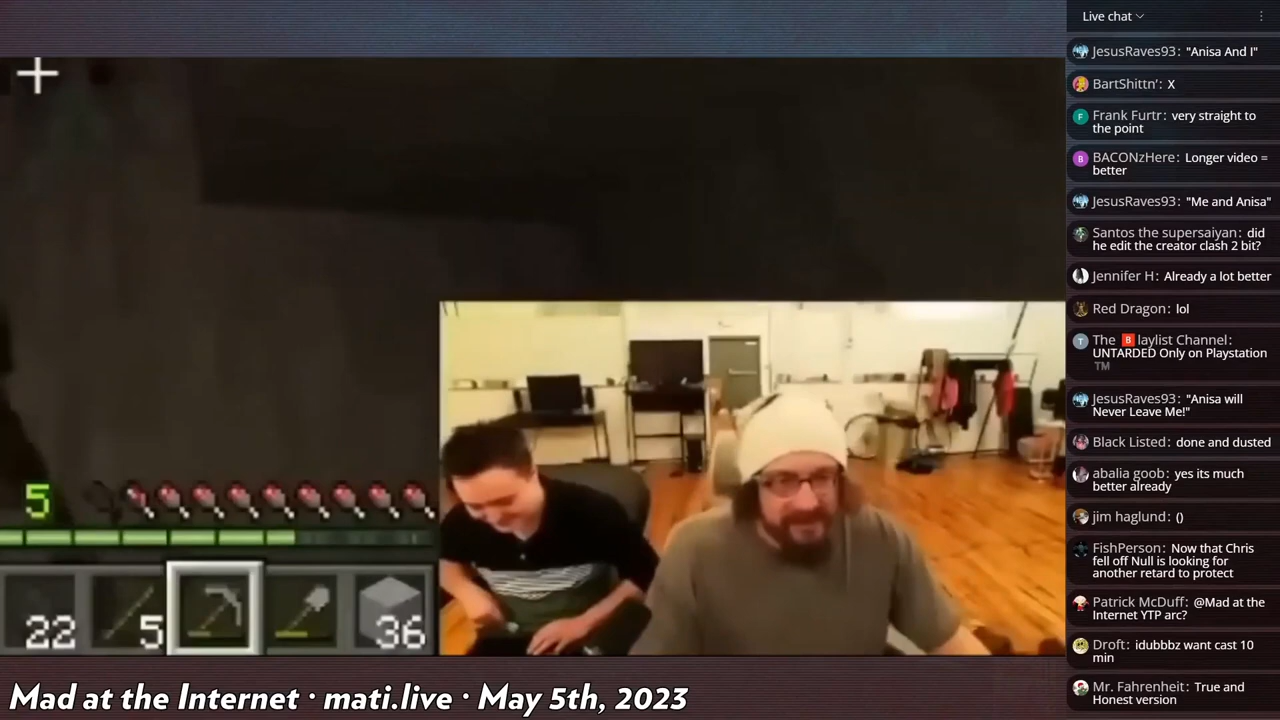 Live chat
JesusRaves93: "Anisa And I"
BartShittn': X
Frank Furtr: very straight to
the point
BACONzHere: Longer video =
better
JesusRaves93: "Me and Anisa"
Santos the supersaiyan: did
he edit the creator clash 2 bit?
Jennifer H: Already a lot better
Red Dragon: lol
The 🅱laylist Channel:
UNTARDED Only on Playstation
™
JesusRaves93: "Anisa will
Never Leave Me!"
Black Listed: done and dusted
abalia goob: yes its much
better already
jim haglund: ()
FishPerson: Now that Chris
fell off Null is looking for
another retard to protect
Patrick McDuff: @Mad at the
Internet YTP arc?
Droft: idubbbz want cast 10
min
Mr. Fahrenheit: True and
Honest version
5
22 5 36
Mad at the Internet · mati.live · May 5th, 2023